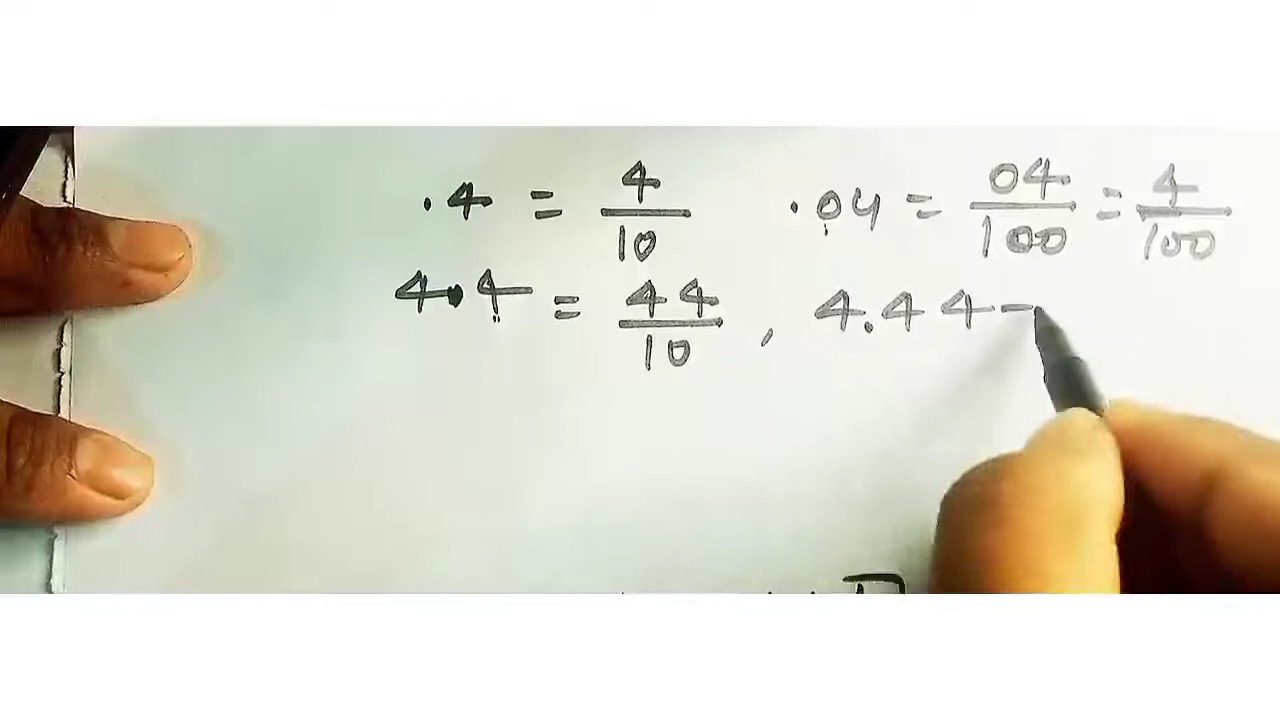 .4 = 4/10 .04 = 04/100 = 4/100
4.4 = 44/10 , 4.44 -